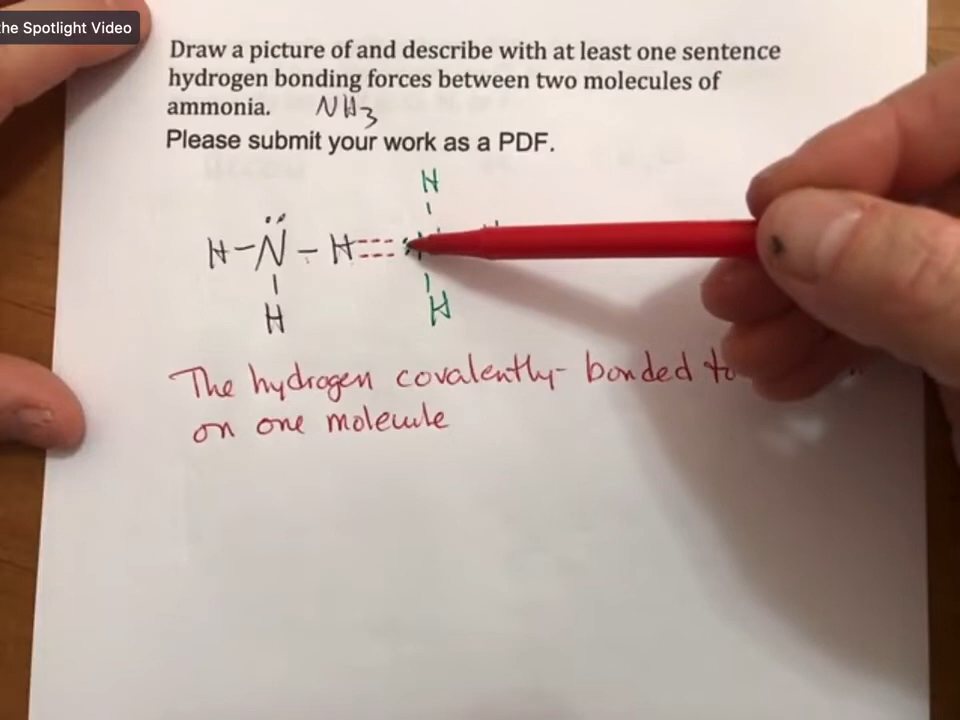 the Spotlight Video
Draw a picture of and describe with at least one sentence
hydrogen bonding forces between two molecules of
ammonia. NH3
Please submit your work as a PDF.
H
H-N-H
H H
The hydrogen covalently-bonded to
on one molecule